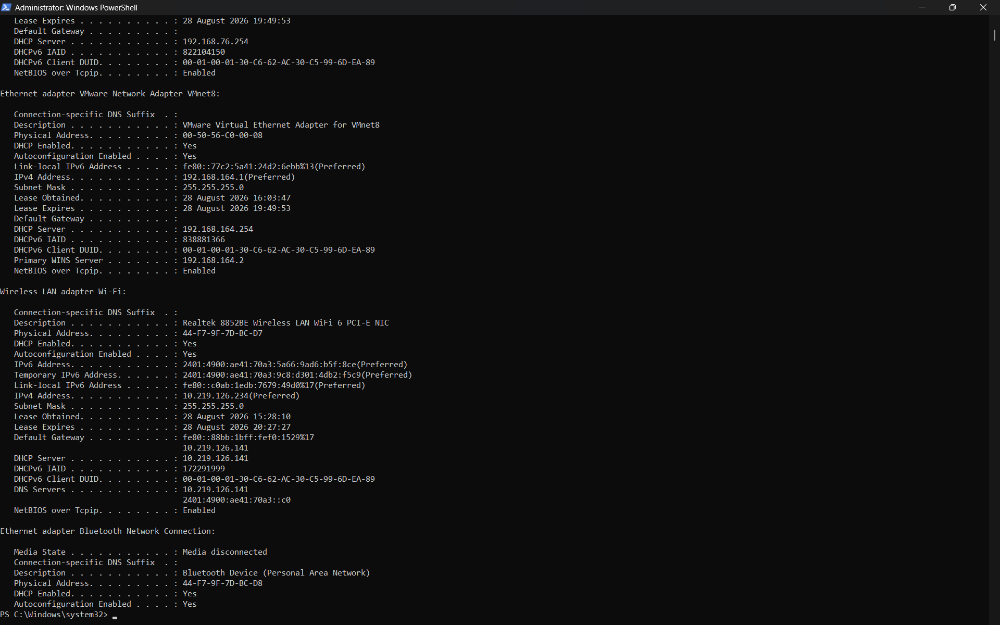 Administrator: Windows PowerShell
   Lease Expires . . . . . . . . . . : 28 August 2026 19:49:53
   Default Gateway . . . . . . . . . :
   DHCP Server . . . . . . . . . . . : 192.168.76.254
   DHCPv6 IAID . . . . . . . . . . . : 822104150
   DHCPv6 Client DUID. . . . . . . . : 00-01-00-01-30-C6-62-AC-30-C5-99-6D-EA-89
   NetBIOS over Tcpip. . . . . . . . : Enabled
Ethernet adapter VMware Network Adapter VMnet8:
   Connection-specific DNS Suffix  . :
   Description . . . . . . . . . . . : VMware Virtual Ethernet Adapter for VMnet8
   Physical Address. . . . . . . . . : 00-50-56-C0-00-08
   DHCP Enabled. . . . . . . . . . . : Yes
   Autoconfiguration Enabled . . . . : Yes
   Link-local IPv6 Address . . . . . : fe80::77c2:5a41:24d2:6ebb%13(Preferred)
   IPv4 Address. . . . . . . . . . . : 192.168.164.1(Preferred)
   Subnet Mask . . . . . . . . . . . : 255.255.255.0
   Lease Obtained. . . . . . . . . . : 28 August 2026 16:03:47
   Lease Expires . . . . . . . . . . : 28 August 2026 19:49:53
   Default Gateway . . . . . . . . . :
   DHCP Server . . . . . . . . . . . : 192.168.164.254
   DHCPv6 IAID . . . . . . . . . . . : 838881366
   DHCPv6 Client DUID. . . . . . . . : 00-01-00-01-30-C6-62-AC-30-C5-99-6D-EA-89
   Primary WINS Server . . . . . . . : 192.168.164.2
   NetBIOS over Tcpip. . . . . . . . : Enabled
Wireless LAN adapter Wi-Fi:
   Connection-specific DNS Suffix  . :
   Description . . . . . . . . . . . : Realtek 8852BE Wireless LAN WiFi 6 PCI-E NIC
   Physical Address. . . . . . . . . : 44-F7-9F-7D-BC-D7
   DHCP Enabled. . . . . . . . . . . : Yes
   Autoconfiguration Enabled . . . . : Yes
   IPv6 Address. . . . . . . . . . . : 2401:4900:ae41:70a3:5a66:9ad6:b5f:8ce(Preferred)
   Temporary IPv6 Address. . . . . . : 2401:4900:ae41:70a3:9c8:d301:4db2:f5c9(Preferred)
   Link-local IPv6 Address . . . . . : fe80::c0ab:1edb:7679:49d0%17(Preferred)
   IPv4 Address. . . . . . . . . . . : 10.219.126.234(Preferred)
   Subnet Mask . . . . . . . . . . . : 255.255.255.0
   Lease Obtained. . . . . . . . . . : 28 August 2026 15:28:10
   Lease Expires . . . . . . . . . . : 28 August 2026 20:27:27
   Default Gateway . . . . . . . . . : fe80::88bb:1bff:fef0:1529%17
                                       10.219.126.141
   DHCP Server . . . . . . . . . . . : 10.219.126.141
   DHCPv6 IAID . . . . . . . . . . . : 172291999
   DHCPv6 Client DUID. . . . . . . . : 00-01-00-01-30-C6-62-AC-30-C5-99-6D-EA-89
   DNS Servers . . . . . . . . . . . : 10.219.126.141
                                       2401:4900:ae41:70a3::c0
   NetBIOS over Tcpip. . . . . . . . : Enabled
Ethernet adapter Bluetooth Network Connection:
   Media State . . . . . . . . . . . : Media disconnected
   Connection-specific DNS Suffix  . :
   Description . . . . . . . . . . . : Bluetooth Device (Personal Area Network)
   Physical Address. . . . . . . . . : 44-F7-9F-7D-BC-D8
   DHCP Enabled. . . . . . . . . . . : Yes
   Autoconfiguration Enabled . . . . : Yes
PS C:\Windows\system32>